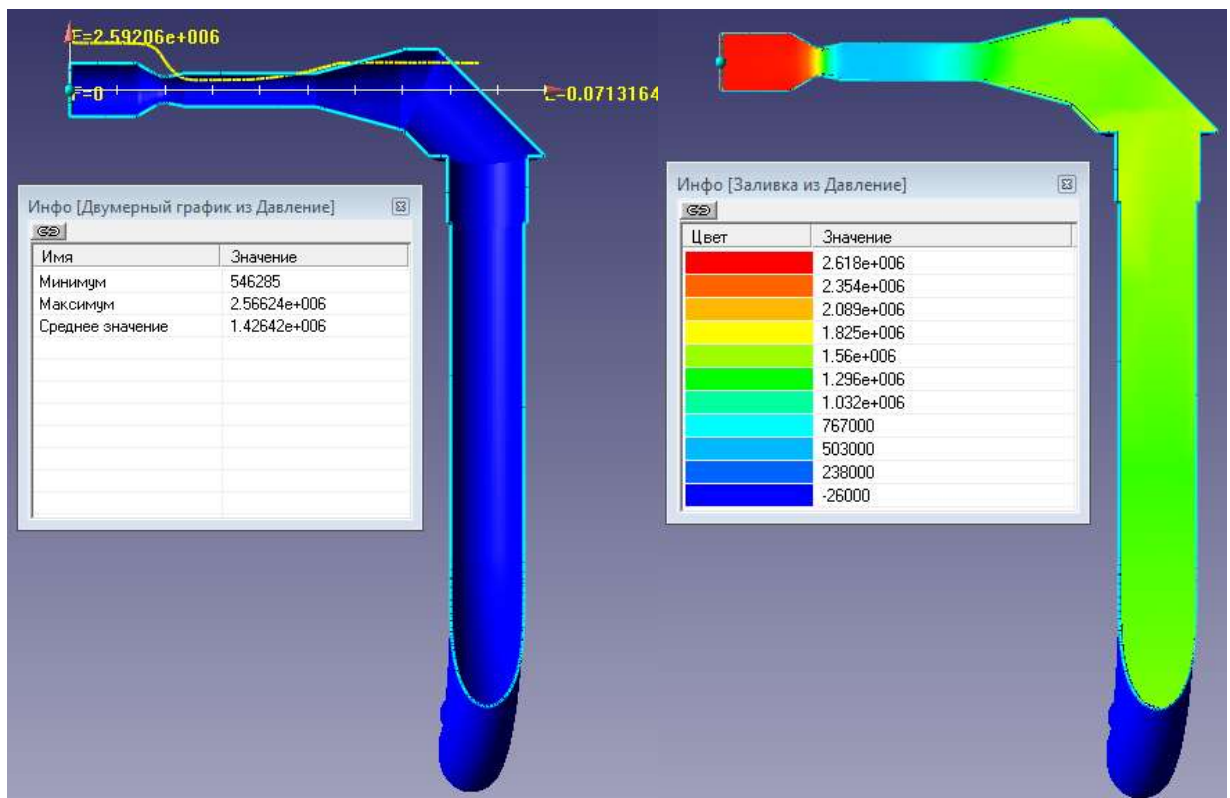 F=2.59206e+006
F=0
L=0.0713164
Инфо [Двумерный график из Давление]
Имя Значение
Минимум 546285
Максимум 2.56624e+006
Среднее значение 1.42642e+006
Инфо [Заливка из Давление]
Цвет Значение
2.618e+006
2.354e+006
2.089e+006
1.825e+006
1.56e+006
1.296e+006
1.032e+006
767000
503000
238000
-26000